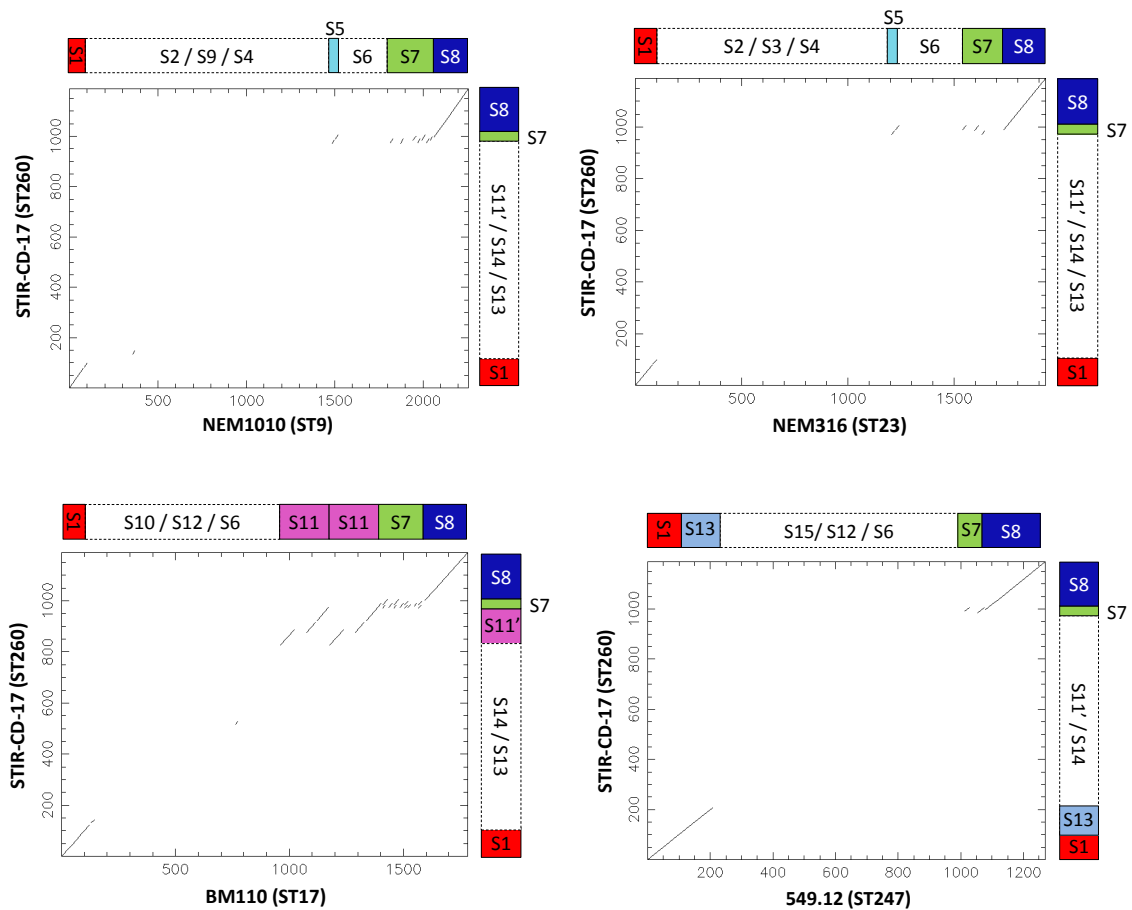 S5
S1 S2 / S9 / S4 S6 S7 S8
S8
S7
S11’ / S14 / S13
S1
STIR-CD-17 (ST260)
1000
800
600
400
200
500 1000 1500 2000
NEM1010 (ST9)
S5
S1 S2 / S3 / S4 S6 S7 S8
S8
S7
S11’ / S14 / S13
S1
STIR-CD-17 (ST260)
1000
800
600
400
200
500 1000 1500
NEM316 (ST23)
S1 S10 / S12 / S6 S11 S11 S7 S8
S8
S7
S11’
S14 / S13
S1
STIR-CD-17 (ST260)
1000
800
600
400
200
500 1000 1500
BM110 (ST17)
S1 S13 S15/ S12 / S6 S7 S8
S8
S7
S11’ / S14
S13
S1
STIR-CD-17 (ST260)
1000
800
600
400
200
200 400 600 800 1000 1200
549.12 (ST247)